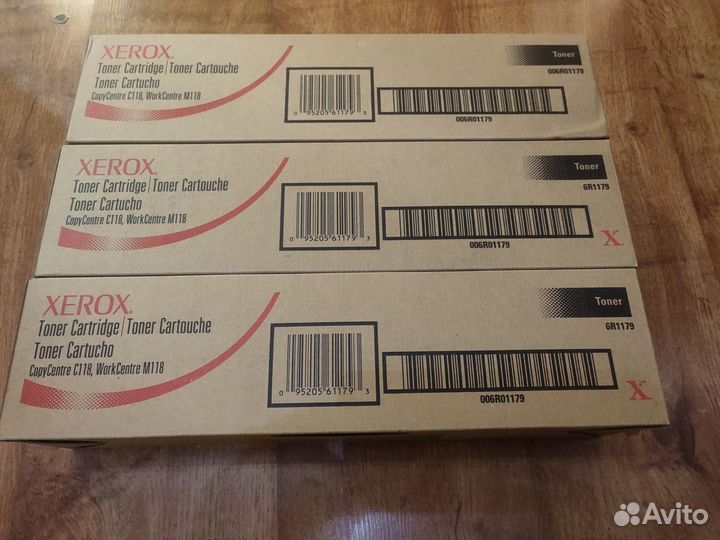 XEROX.
Toner Cartridge | Toner Cartouche
Toner Cartucho
CopyCentre C118, WorkCentre M118
0 95205 61179 3
006R01179
Toner
006R01179
XEROX.
Toner Cartridge | Toner Cartouche
Toner Cartucho
CopyCentre C118, WorkCentre M118
0 95205 61179 3
006R01179
Toner
6R1179
X
XEROX.
Toner Cartridge | Toner Cartouche
Toner Cartucho
CopyCentre C118, WorkCentre M118
0 95205 61179 3
006R01179
Toner
6R1179
X
Avito